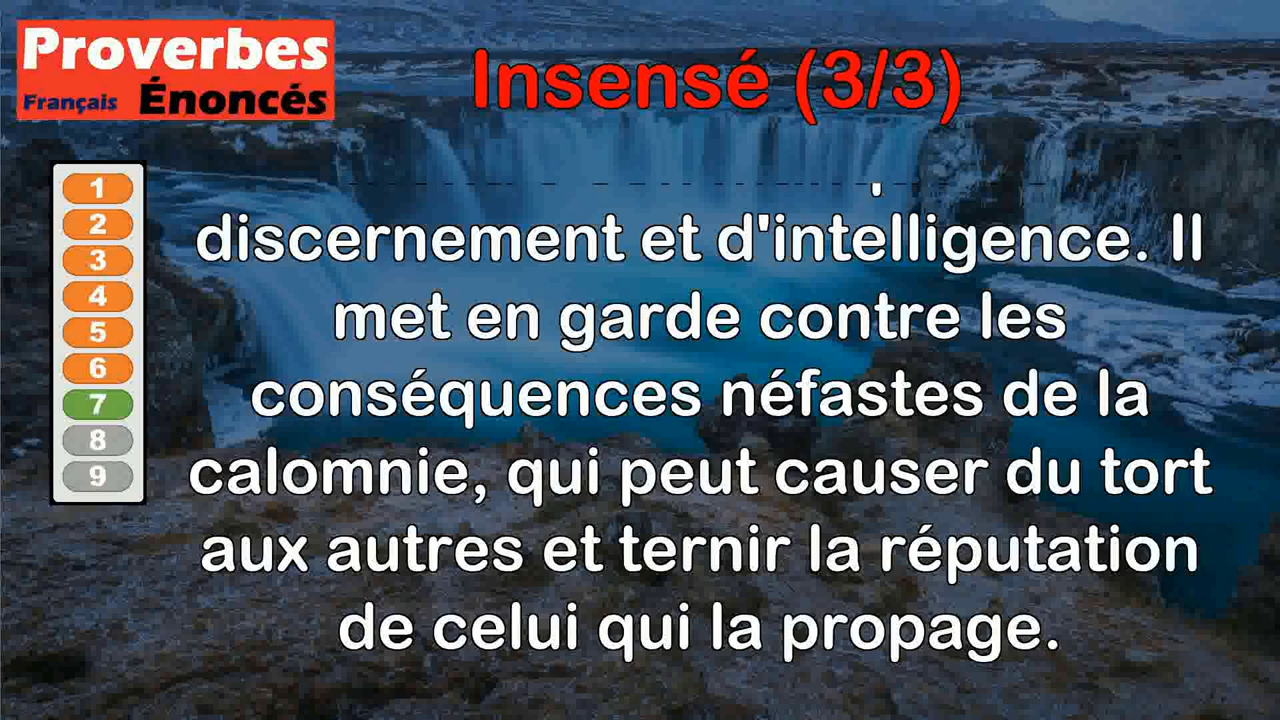 Proverbes
Français Énoncés
Insensé (3/3)
1
2
3
4
5
6
7
8
9
discernement et d'intelligence. Il
met en garde contre les
conséquences néfastes de la
calomnie, qui peut causer du tort
aux autres et ternir la réputation
de celui qui la propage.